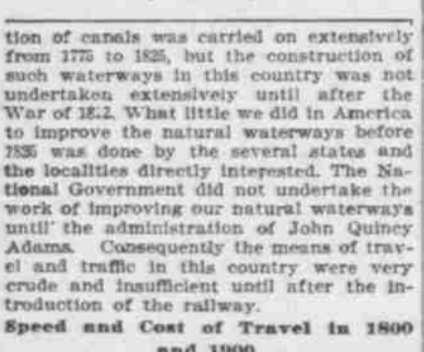 tion of canals was carried on extensively
from 1775 to 1825, but the construction of
such waterways in this country was not
undertaken extensively until after the
War of 1812. What little we did in America
to improve the natural waterways before
was done by the several states and
the localities directly interested. The Na-
tional Government did not undertake the
work of improving our natural waterways
until the administration of John Quincy
Adams. Consequently the means of trav-
el and traffic in this country were very
crude and insufficient until after the in-
troduction of the railway.
Speed and Cost of Travel in 1800
and 1900